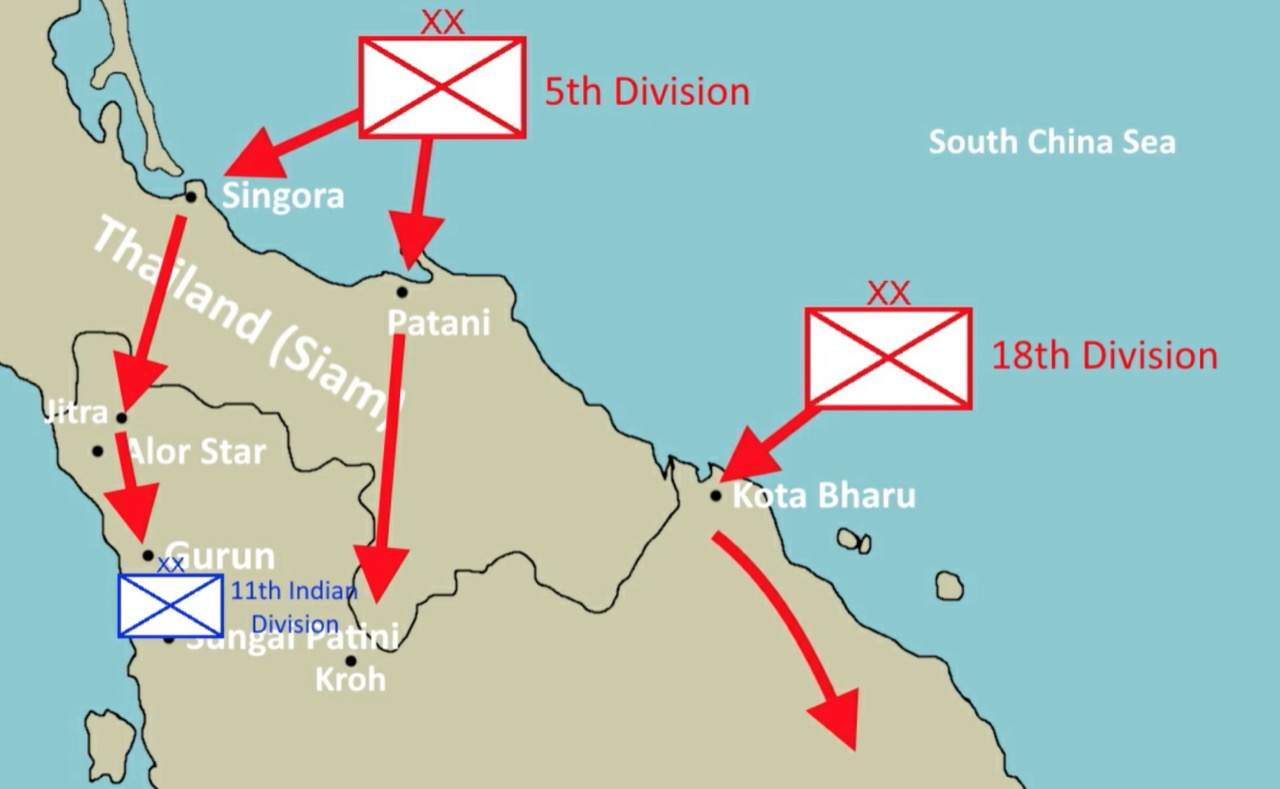 XX
5th Division
South China Sea
Singora
Thailand (Siam)
XX
18th Division
Patani
Jitra
Alor Star
Kota Bharu
Gurun
XX
11th Indian
Division
Sungai Patini
Kroh